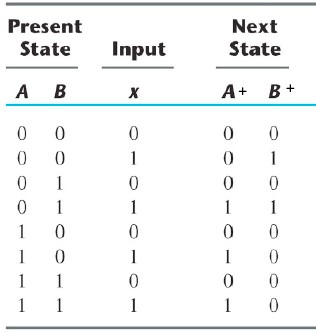 Present Next
State Input State
A B x A+ B+
0 0 0 0 0
0 0 1 0 1
0 1 0 0 0
0 1 1 1 1
1 0 0 0 0
1 0 1 1 0
1 1 0 0 0
1 1 1 1 0